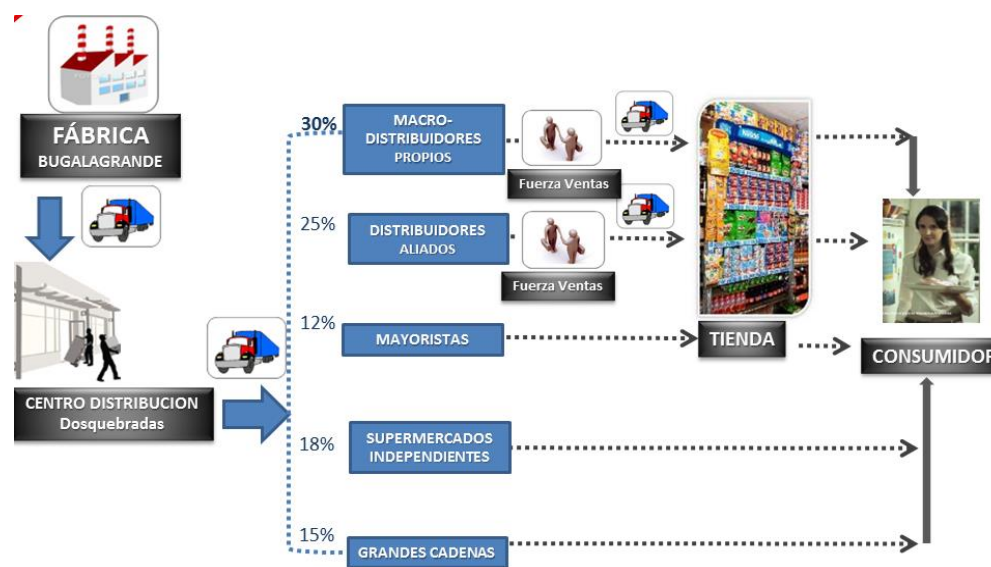 FÁBRICA
BUGALAGRANDE
CENTRO DISTRIBUCION
Dosquebradas
30%
MACRO-
DISTRIBUIDORES
PROPIOS
Fuerza Ventas
25%
DISTRIBUIDORES
ALIADOS
Fuerza Ventas
12%
MAYORISTAS
18%
SUPERMERCADOS
INDEPENDIENTES
15%
GRANDES CADENAS
Nestlé
TIENDA
CONSUMIDOR